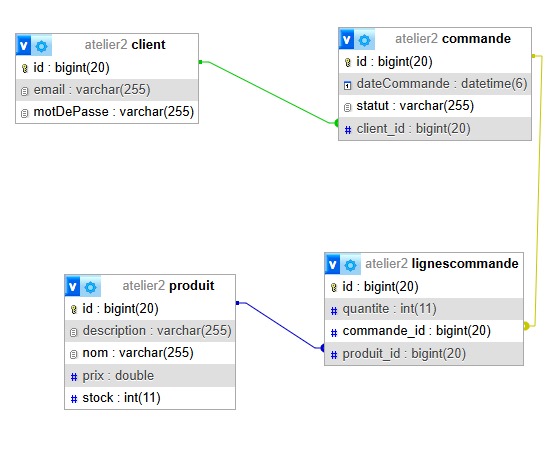 v atelier2 client
id : bigint(20)
email : varchar(255)
motDePasse : varchar(255)
v atelier2 commande
id : bigint(20)
dateCommande : datetime(6)
statut : varchar(255)
# client_id : bigint(20)
v atelier2 produit
id : bigint(20)
description : varchar(255)
nom : varchar(255)
# prix : double
# stock : int(11)
v atelier2 lignescommande
id : bigint(20)
# quantite : int(11)
# commande_id : bigint(20)
# produit_id : bigint(20)